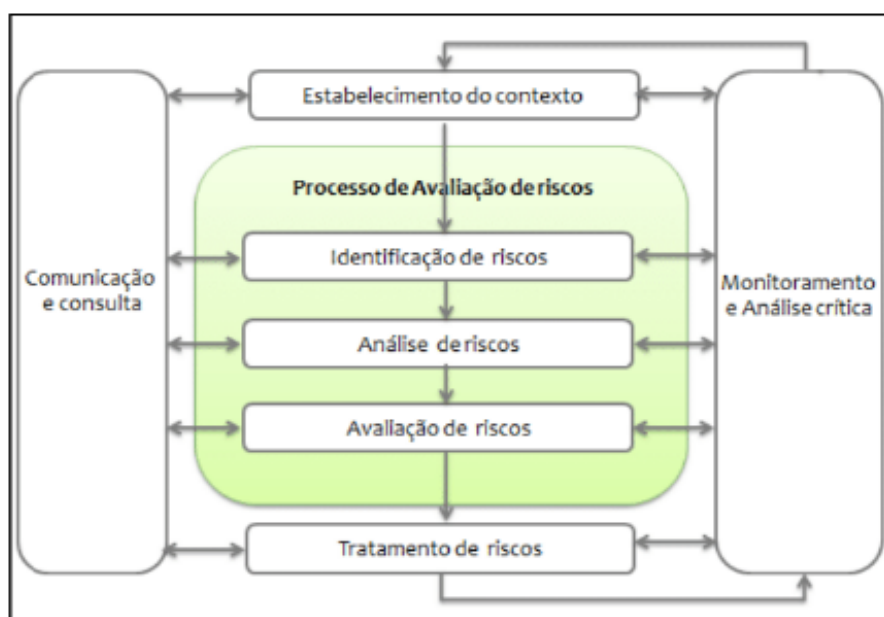 Estabelecimento do contexto
Processo de Avaliação de riscos
Identificação de riscos
Comunicação
e consulta
Monitoramento
e Análise crítica
Análise de riscos
Avaliação de riscos
Tratamento de riscos